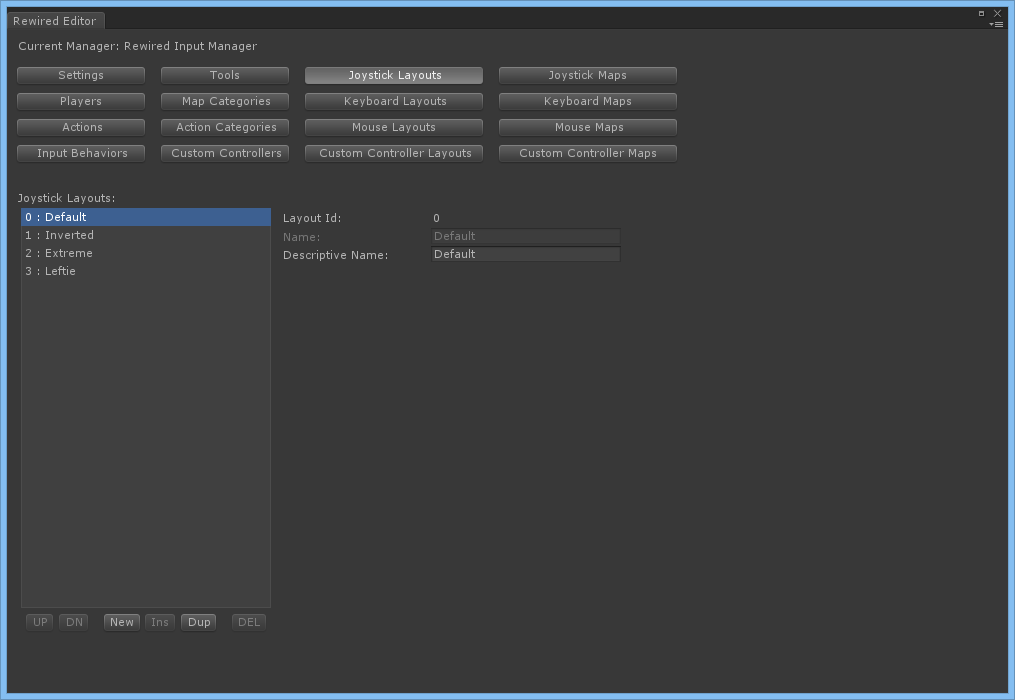 Rewired Editor
Current Manager: Rewired Input Manager
Settings Tools Joystick Layouts Joystick Maps
Players Map Categories Keyboard Layouts Keyboard Maps
Actions Action Categories Mouse Layouts Mouse Maps
Input Behaviors Custom Controllers Custom Controller Layouts Custom Controller Maps
Joystick Layouts:
0 : Default
1 : Inverted
2 : Extreme
3 : Leftie
Layout Id: 0
Name: Default
Descriptive Name: Default
UP DN New Ins Dup DEL